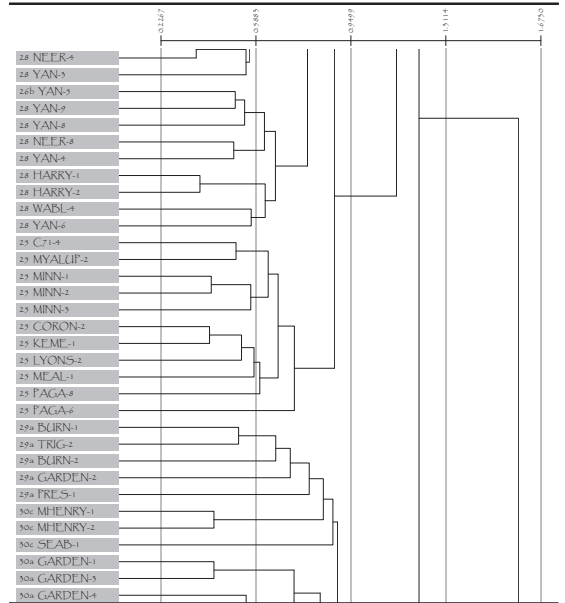 0.2267
0.5885
0.9499
1.3114
1.6730
28 NEER-4
28 YAN-3
26b YAN-5
28 YAN-9
28 YAN-8
28 NEER-8
28 YAN-4
28 HARRY-1
28 HARRY-2
28 WABL-4
28 YAN-6
25 C71-4
25 MYALUP-2
25 MINN-1
25 MINN-2
25 MINN-3
25 CORON-2
25 KEME-1
25 LYONS-2
25 MEAL-1
25 PAGA-8
25 PAGA-6
29a BURN-1
29a TRIG-2
29a BURN-2
29a GARDEN-2
29a PRES-1
30c MHENRY-1
30c MHENRY-2
30c SEAB-1
30a GARDEN-1
30a GARDEN-3
30a GARDEN-4